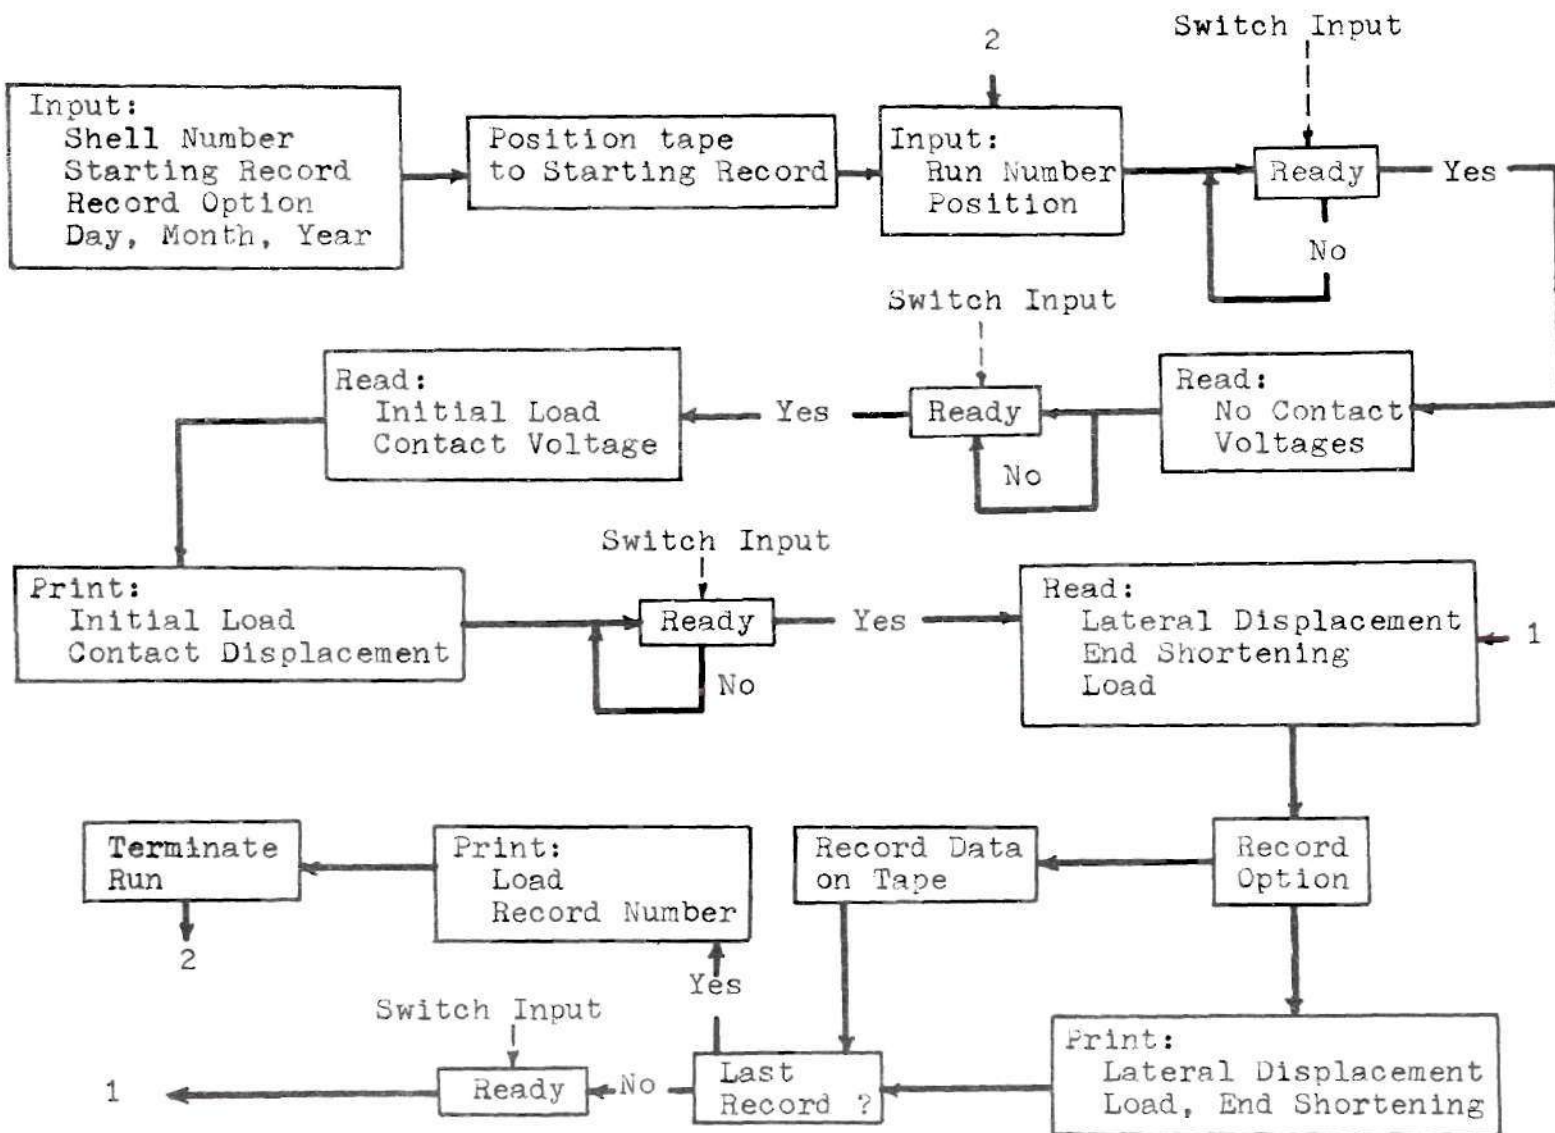 Switch Input
2
Input:
Shell Number
Starting Record
Record Option
Day, Month, Year
Position tape
to Starting Record
Input:
Run Number
Position
Ready
Yes
No
Switch Input
Read:
Initial Load
Contact Voltage
Yes
Ready
No
Read:
No Contact
Voltages
Switch Input
Print:
Initial Load
Contact Displacement
Ready
Yes
No
Read:
Lateral Displacement
End Shortening
Load
1
Terminate
Run
2
Print:
Load
Record Number
Record Data
on Tape
Record
Option
Yes
Switch Input
1
Ready
No
Last
Record ?
Print:
Lateral Displacement
Load, End Shortening